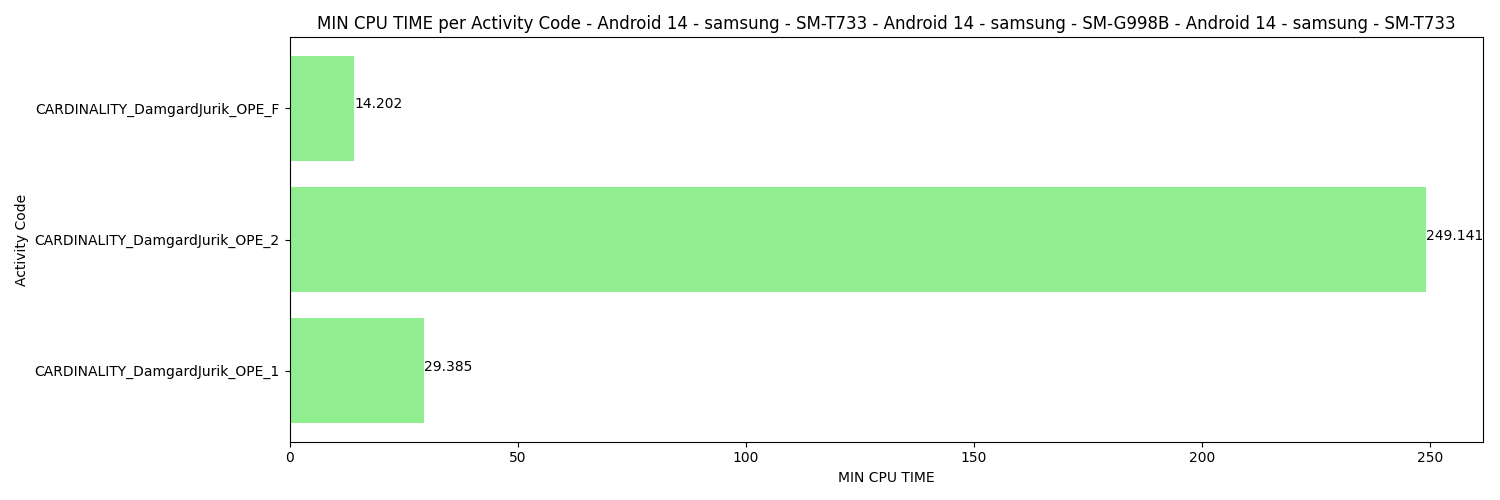 MIN CPU TIME per Activity Code - Android 14 - samsung - SM-T733 - Android 14 - samsung - SM-G998B - Android 14 - samsung - SM-T733
Activity Code
CARDINALITY_DamgardJurik_OPE_F
14.202
CARDINALITY_DamgardJurik_OPE_2
249.141
CARDINALITY_DamgardJurik_OPE_1
29.385
0 50 100 150 200 250
MIN CPU TIME